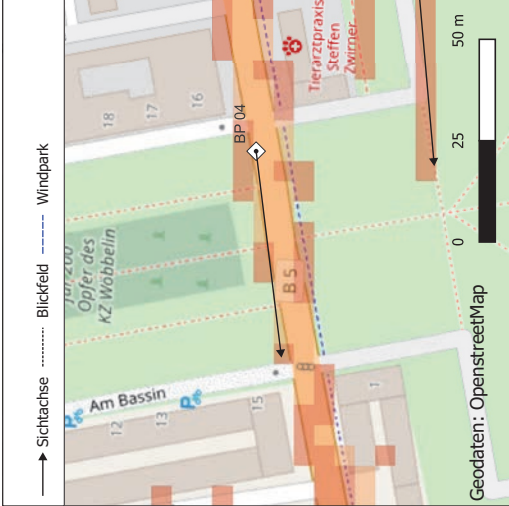 Sichtachse
Blickfeld
Windpark
Opfer des
KZ Wöbbelin
18
17
16
BP 04
Tierarztpraxis
Steffen
Zwirner
B 5
Am Bassin
12
13
15
1
0
25
50 m
Geodaten: OpenstreetMap